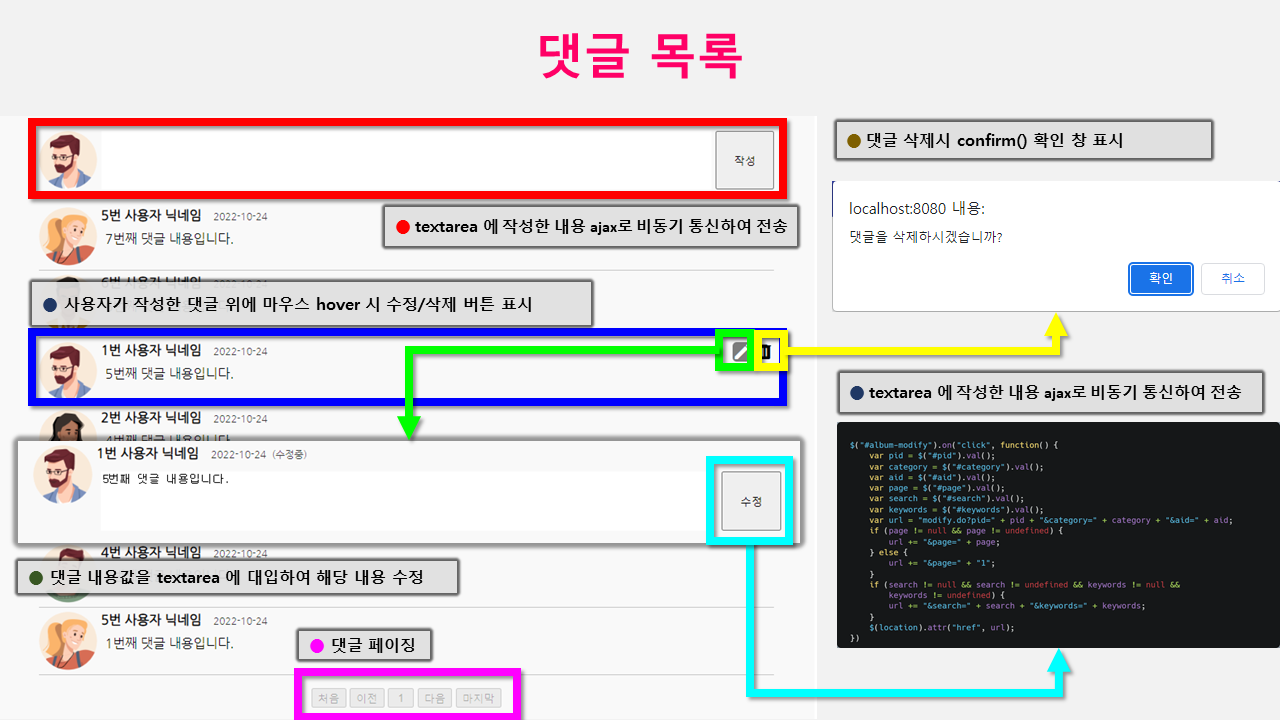 댓글 목록
작성
5번 사용자 닉네임 2022-10-24
7번째 댓글 내용입니다.
● textarea 에 작성한 내용 ajax로 비동기 통신하여 전송
● 사용자가 작성한 댓글 위에 마우스 hover 시 수정/삭제 버튼 표시
1번 사용자 닉네임 2022-10-24
5번째 댓글 내용입니다.
2번 사용자 닉네임 2022-10-24
1번 사용자 닉네임 2022-10-24 (수정중)
5번째 댓글 내용입니다.
수정
4번 사용자 닉네임 2022-10-24
● 댓글 내용값을 textarea 에 대입하여 해당 내용 수정
5번 사용자 닉네임 2022-10-24
1번째 댓글 내용입니다.
● 댓글 페이징
처음 이전 1 다음 마지막
● 댓글 삭제시 confirm() 확인 창 표시
localhost:8080 내용:
댓글을 삭제하시겠습니까?
확인 취소
● textarea 에 작성한 내용 ajax로 비동기 통신하여 전송
$("#album-modify").on("click", function() {
var pid = $("#pid").val();
var category = $("#category").val();
var aid = $("#aid").val();
var page = $("#page").val();
var search = $("#search").val();
var keywords = $("#keywords").val();
var url = "modify.do?pid=" + pid + "&category=" + category + "&aid=" + aid;
if (page != null && page != undefined) {
url += "&page=" + page;
} else {
url += "&page=" + "1";
}
if (search != null && search != undefined && keywords != null &&
keywords != undefined) {
url += "&search=" + search + "&keywords=" + keywords;
}
$(location).attr("href", url);
})